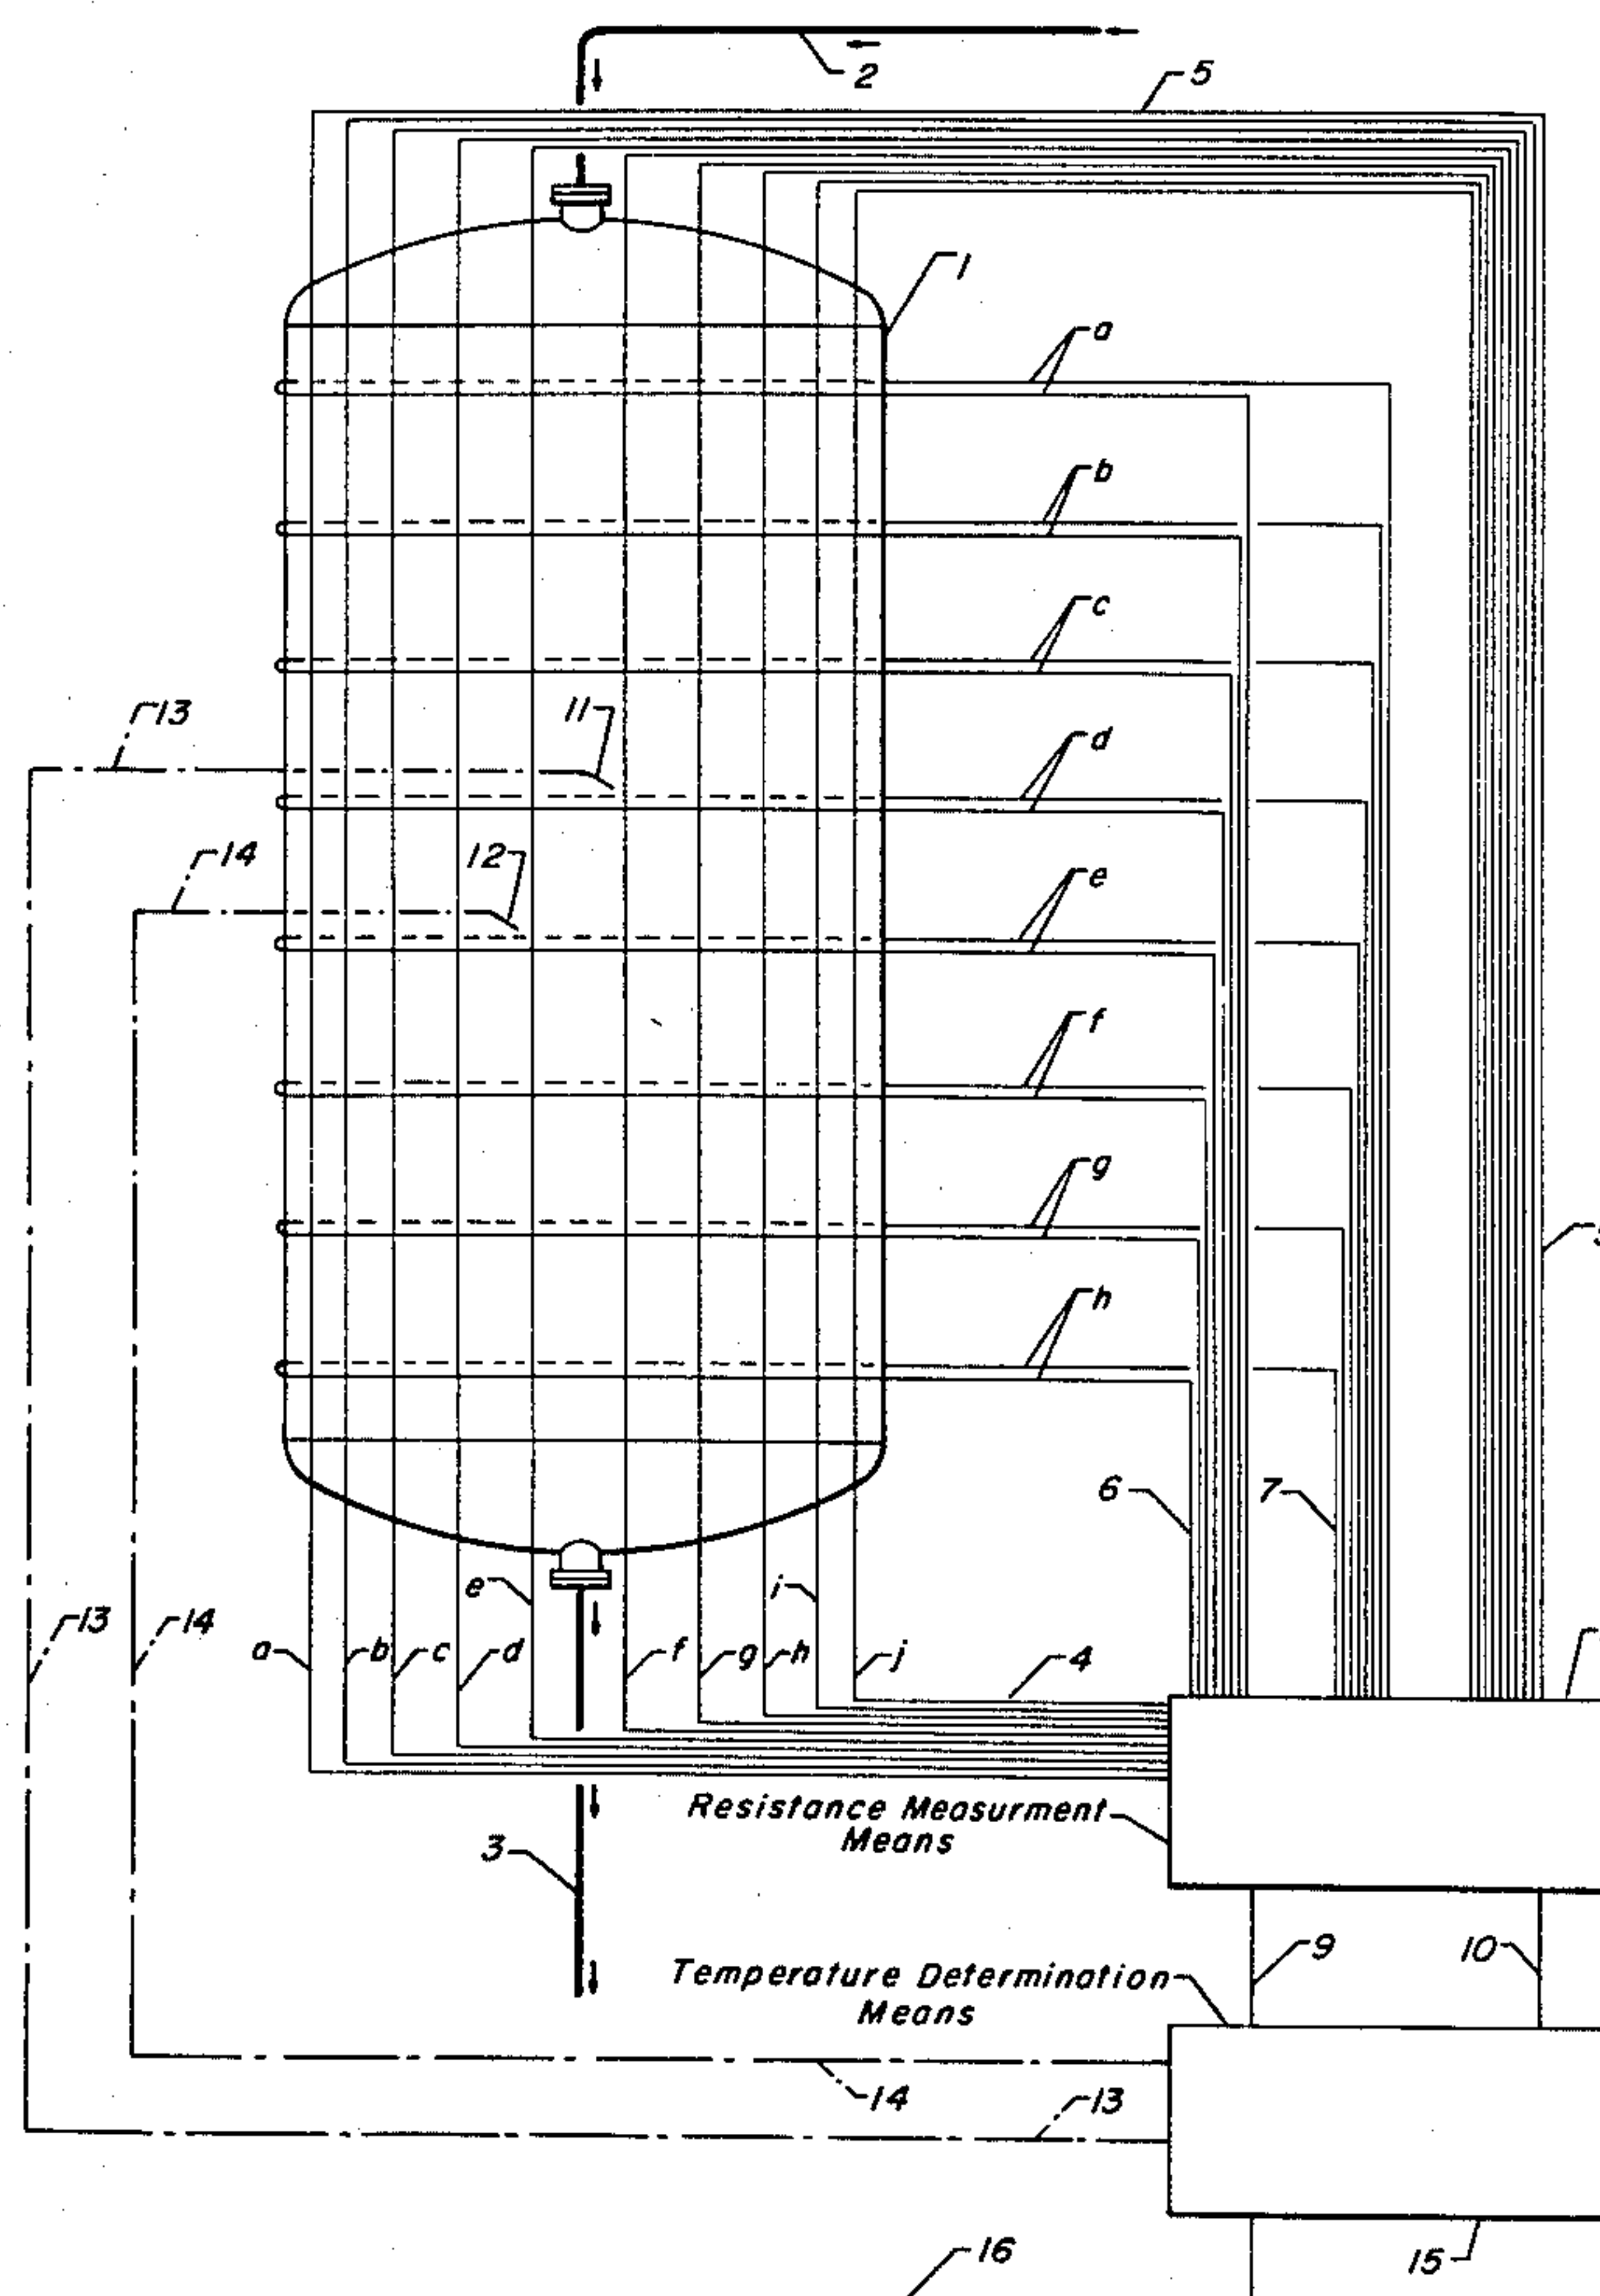 2
5
1
a
b
c
13
11
d
14
12
e
f
g
h
6
7
e
i
13
14
a
b
c
d
f
g
h
j
4
Resistance Measurment
Means
3
9
10
Temperature Determination
Means
14
13
16
15